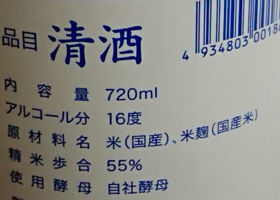 品目 清酒
4 934803 0018
内容量 720ml
アルコール分 16度
原材料名 米(国産)、米麹(国産米)
精米歩合 55%
使用酵母 自社酵母